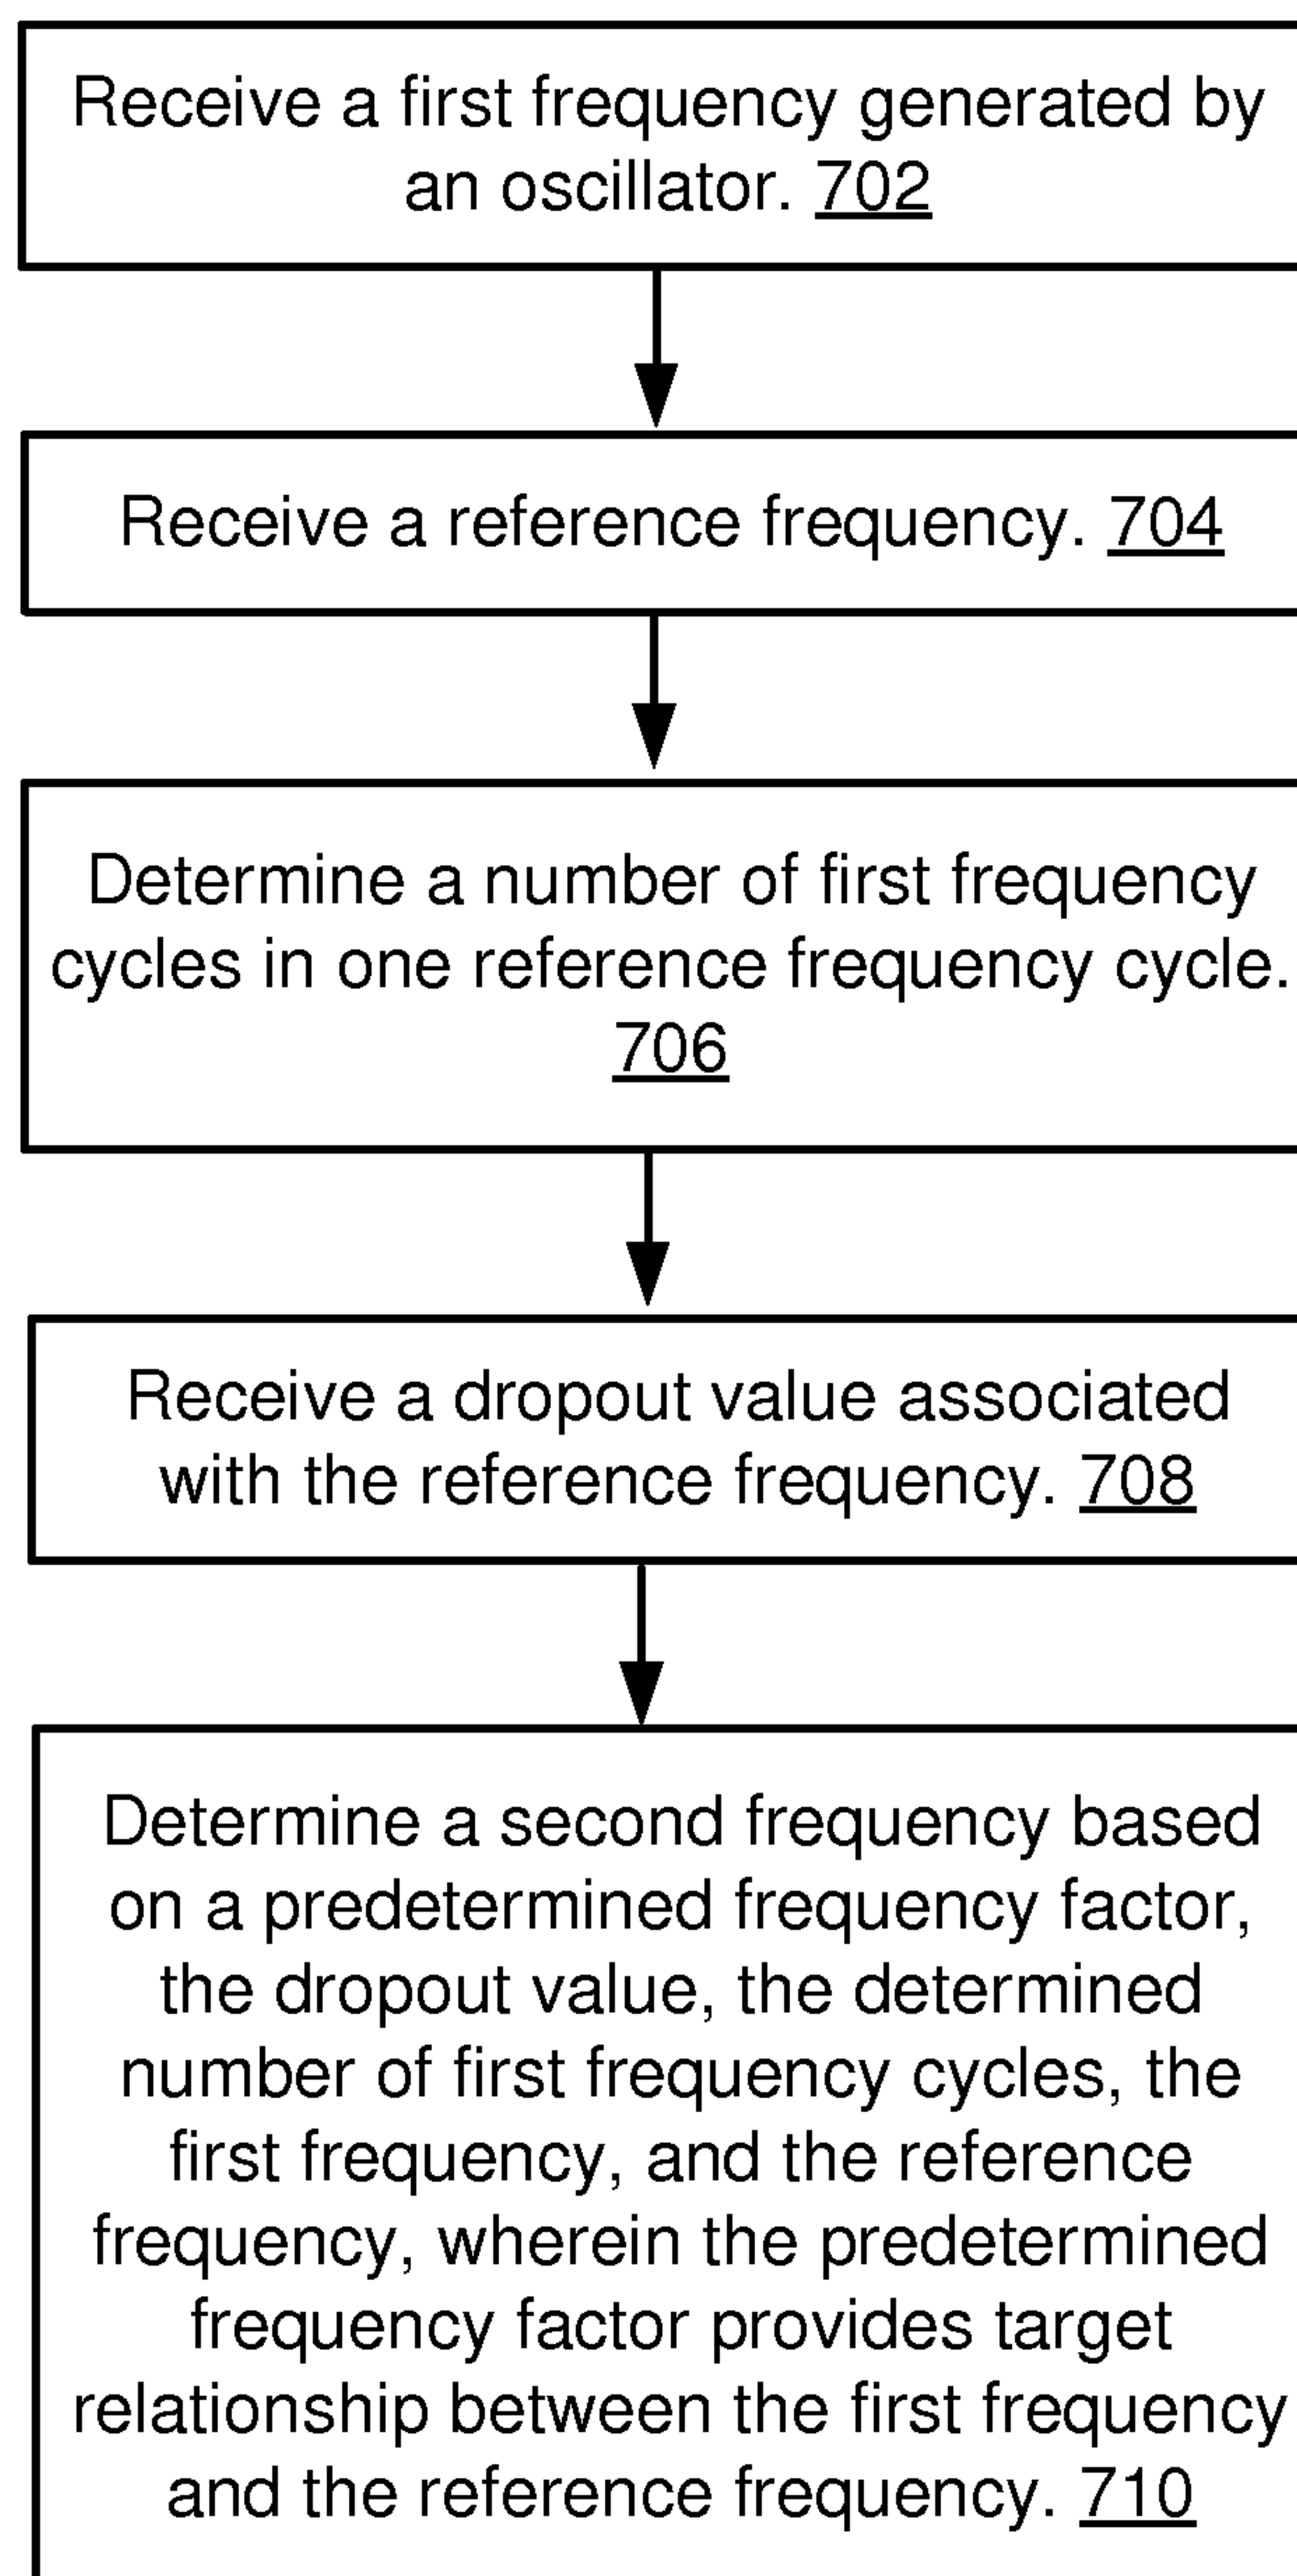 Receive a first frequency generated by
an oscillator. 702
Receive a reference frequency. 704
Determine a number of first frequency
cycles in one reference frequency cycle.
706
Receive a dropout value associated
with the reference frequency. 708
Determine a second frequency based
on a predetermined frequency factor,
the dropout value, the determined
number of first frequency cycles, the
first frequency, and the reference
frequency, wherein the predetermined
frequency factor provides target
relationship between the first frequency
and the reference frequency. 710